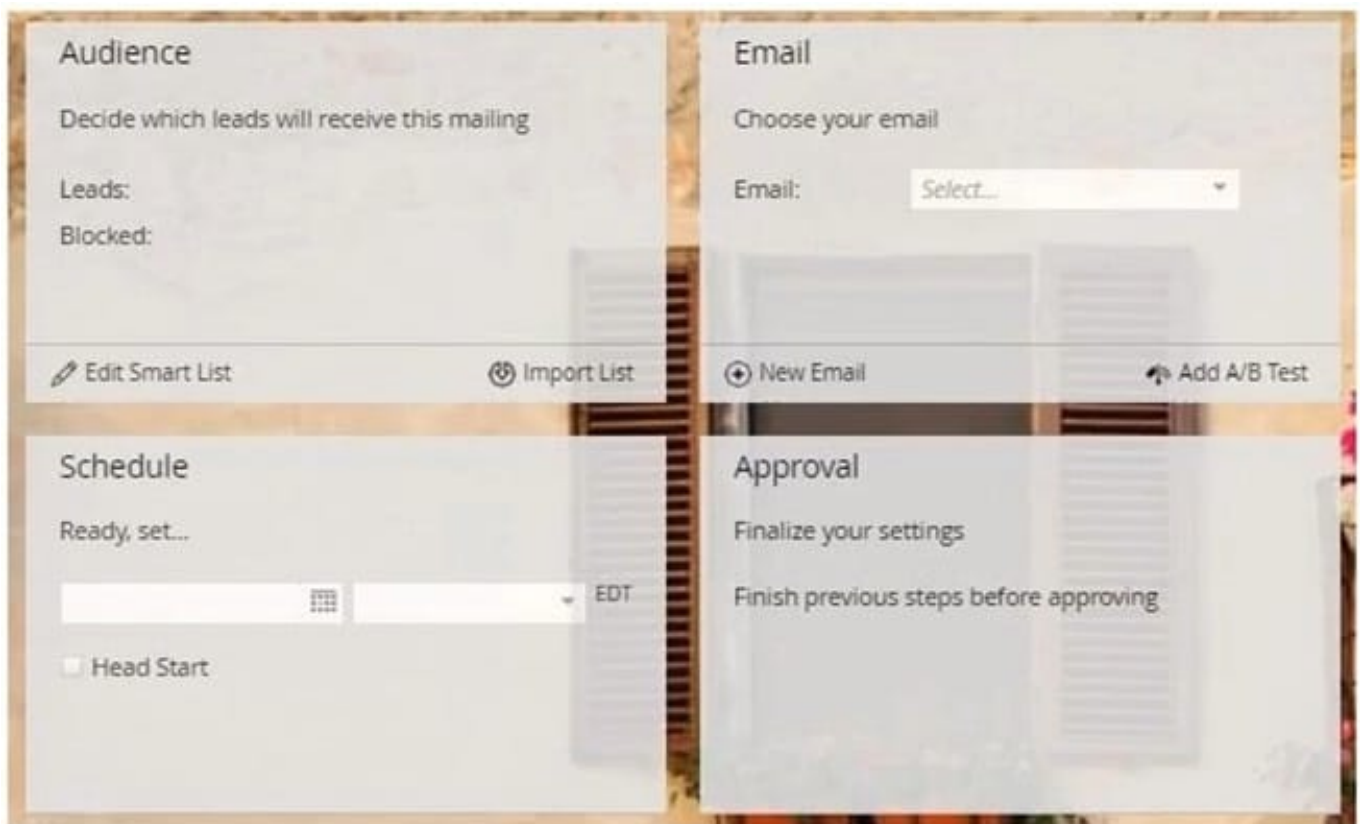 Audience
Decide which leads will receive this mailing
Leads:
Blocked:
Edit Smart List
Import List
Email
Choose your email
Email:
Select...
New Email
Add A/B Test
Schedule
Ready, set...
EDT
Head Start
Approval
Finalize your settings
Finish previous steps before approving